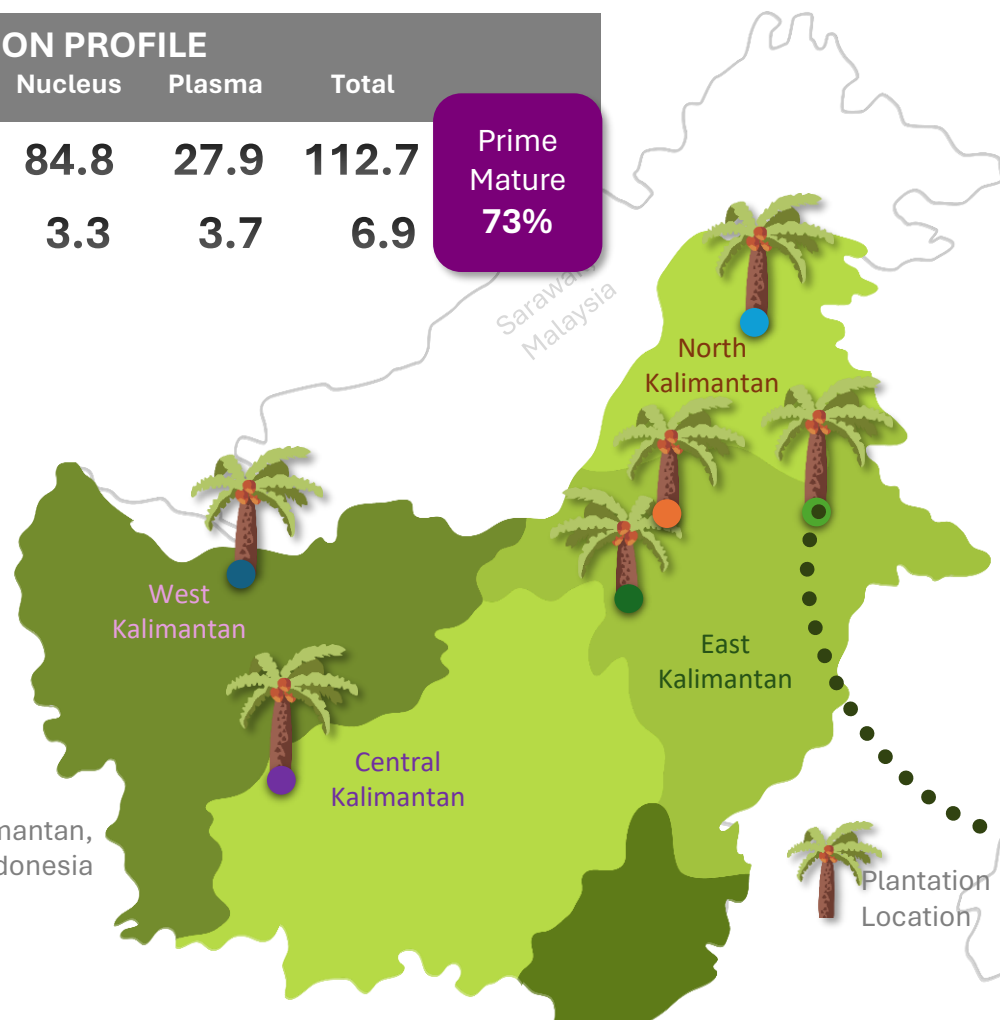 ON PROFILE
Nucleus Plasma Total
84.8 27.9 112.7
3.3 3.7 6.9
Prime
Mature
73%
Sarawak,
Malaysia
North
Kalimantan
West
Kalimantan
East
Kalimantan
Central
Kalimantan
mantan,
donesia
Plantation
Location